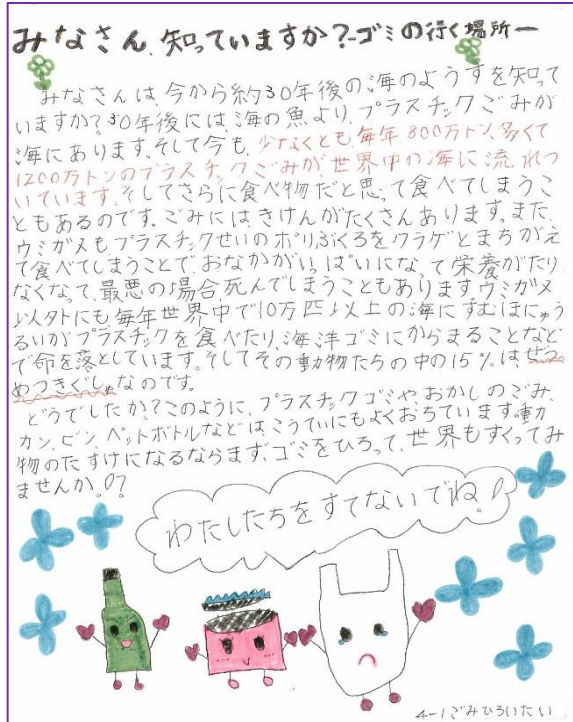 みなさん、知っていますか？-ゴミの行く場所ー
みなさんは、今から約30年後の海のようすを知って
いますか？30年後には、海の魚より、プラスチックごみが
海にあります。そして今も、少なくとも、毎年、800万トン、多くて
1200万トンのプラスチックごみが、世界中の海に流れつ
いています。そしてさらに食べ物だと思って食べてしまうこ
ともあるのです。ごみにはきけんがたくさんあります。また、
ウミガメもプラスチックせいのポリぶくろをクラゲとまちがえ
て食べてしまうことで、おなかがいっぱいになって栄養がたり
なくなって、最悪の場合、死んでしまうこともありますウミガメ
以外にも毎年世界中で10万匹以上の海にすむほにゅう
るいがプラスチックを食べたり、海洋ゴミにからまることなど
で命を落としています。そしてその動物たちの中の15%はぜつ
めつきぐしゅなのです。
どうでしたか？このように、プラスチックゴミや、おかしのごみ、
カン、ビン、ペットボトルなどは、こうていにもよくおちています。動
物のたすけになるならまず、ゴミをひろって、世界もすくってみ
ませんか。!?
わたしたちをすてないでね!
4-1ごみひろいたい